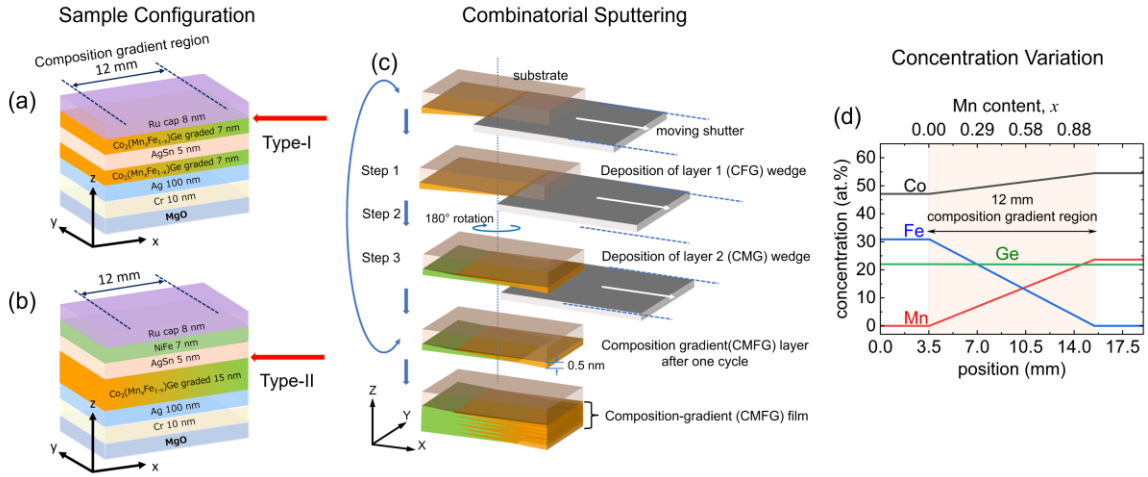 Sample Configuration
Combinatorial Sputtering
Concentration Variation
Composition gradient region
12 mm
(a)
Ru cap 8 nm
Co₂(MnₓFe₁₋ₓ)Ge graded 7 nm
AgSn 5 nm
Co₂(MnₓFe₁₋ₓ)Ge graded 7 nm
Ag 100 nm
Cr 10 nm
MgO
z
y
x
Type-I
(b)
12 mm
Ru cap 8 nm
NiFe 7 nm
AgSn 5 nm
Co₂(MnₓFe₁₋ₓ)Ge graded 15 nm
Ag 100 nm
Cr 10 nm
MgO
z
y
x
Type-II
(c)
substrate
moving shutter
Step 1
Deposition of layer 1 (CFG) wedge
Step 2
180° rotation
Step 3
Deposition of layer 2 (CMG) wedge
Composition gradient(CMFG) layer
after one cycle
0.5 nm
Composition-gradient (CMFG) film
Z
Y
X
(d)
Mn content, x
0.00 0.29 0.58 0.88
concentration (at.%)
60
50
40
30
20
10
0
Co
12 mm
composition gradient region
Fe
Ge
Mn
0.0 3.5 7.0 10.5 14.0 17.5
position (mm)